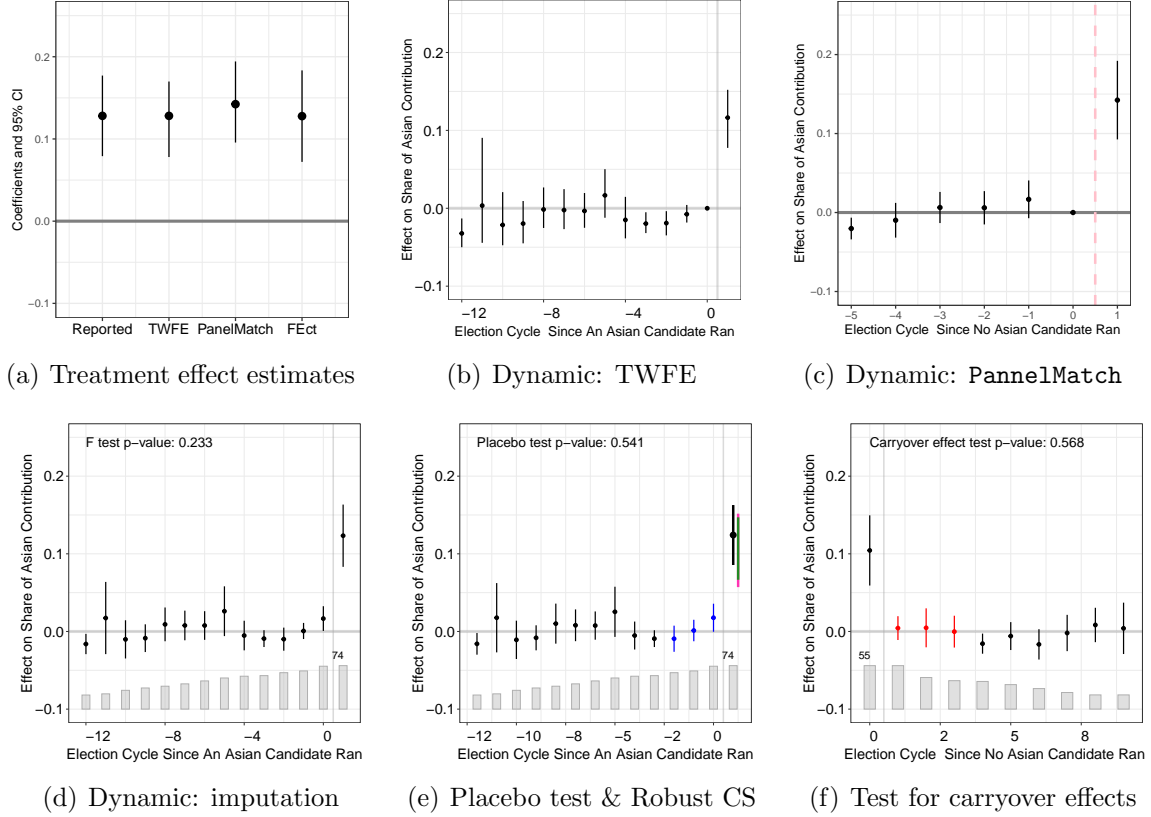 Coefficients and 95% CI
0.2
0.1
0.0
−0.1
Reported TWFE PanelMatch FEct
(a) Treatment effect estimates
Effect on Share of Asian Contribution
0.2
0.1
0.0
−0.1
−12 −8 −4 0
Election Cycle Since An Asian Candidate Ran
(b) Dynamic: TWFE
Effect on Share of Asian Contribution
0.2
0.1
0.0
−0.1
−5 −4 −3 −2 −1 0 1
Election Cycle Since No Asian Candidate Ran
(c) Dynamic: PannelMatch
Effect on Share of Asian Contribution
F test p−value: 0.233
0.2
0.1
0.0
74
−0.1
−12 −8 −4 0
Election Cycle Since An Asian Candidate Ran
(d) Dynamic: imputation
Effect on Share of Asian Contribution
Placebo test p−value: 0.541
0.2
0.1
0.0
74
−0.1
−12 −10 −8 −5 −2 0
Election Cycle Since An Asian Candidate Ran
(e) Placebo test & Robust CS
Effect on Share of Asian Contribution
Carryover effect test p−value: 0.568
0.2
0.1
0.0
55
−0.1
0 2 5 8
Election Cycle Since No Asian Candidate Ran
(f) Test for carryover effects